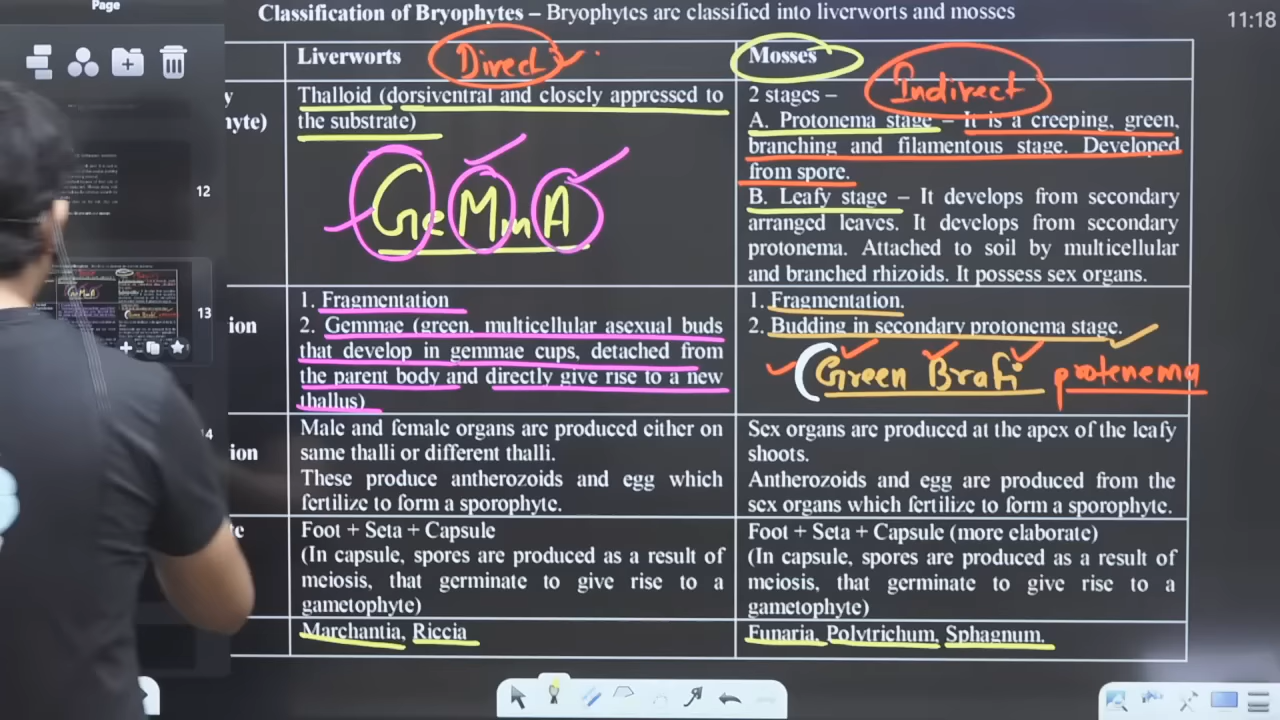 Page
11:18
Classification of Bryophytes – Bryophytes are classified into liverworts and mosses
Liverworts
Direct
Mosses
Indirect
Thalloid (dorsiventral and closely appressed to
the substrate)
GeMmA
2 stages –
A. Protonema stage – It is a creeping, green,
branching and filamentous stage. Developed
from spore.
B. Leafy stage – It develops from secondary
arranged leaves. It develops from secondary
protonema. Attached to soil by multicellular
and branched rhizoids. It possess sex organs.
1. Fragmentation
2. Gemmae (green, multicellular asexual buds
that develop in gemmae cups, detached from
the parent body and directly give rise to a new
thallus)
1. Fragmentation.
2. Budding in secondary protonema stage.
(Green Brafi protenema
Male and female organs are produced either on
same thalli or different thalli.
These produce antherozoids and egg which
fertilize to form a sporophyte.
Sex organs are produced at the apex of the leafy
shoots.
Antherozoids and egg are produced from the
sex organs which fertilize to form a sporophyte.
Foot + Seta + Capsule
(In capsule, spores are produced as a result of
meiosis, that germinate to give rise to a
gametophyte)
Foot + Seta + Capsule (more elaborate)
(In capsule, spores are produced as a result of
meiosis, that germinate to give rise to a
gametophyte)
Marchantia, Riccia
Funaria, Polytrichum, Sphagnum.
12
13
14